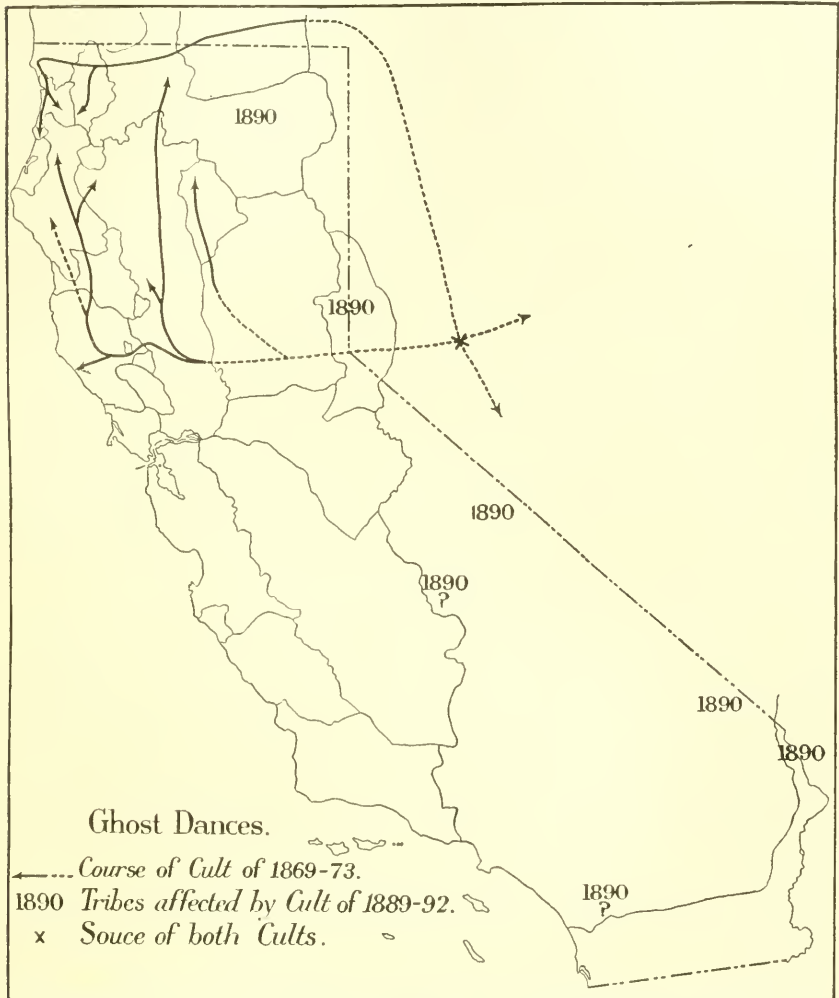 1890
1890
1890
1890
?
1890
1890
1890
?
Ghost Dances.
Course of Cult of 1869-73.
1890 Tribes affected by Cult of 1889-92.
x Souce of both Cults.